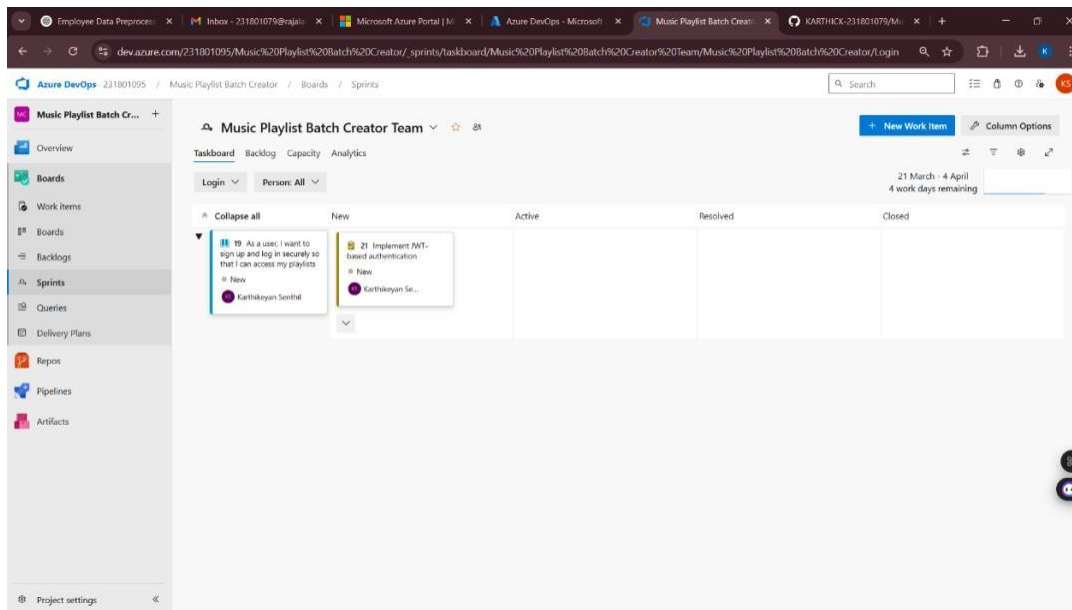 Employee Data Preproces
Inbox - 231801079@rajala
Microsoft Azure Portal | M
Azure DevOps - Microsoft
Music Playlist Batch Creato
KARTHICK-231801079/Mu
dev.azure.com/231801095/Music%20Playlist%20Batch%20Creator/_sprints/taskboard/Music%20Playlist%20Batch%20Creator%20Team/Music%20Playlist%20Batch%20Creator/Login
K
Azure DevOps 231801095 / Music Playlist Batch Creator / Boards / Sprints
Search
KS
MC Music Playlist Batch Cr... +
Overview
Boards
Work items
Boards
Backlogs
Sprints
Queries
Delivery Plans
Repos
Pipelines
Artifacts
Project settings
Music Playlist Batch Creator Team
+ New Work Item
Column Options
Taskboard Backlog Capacity Analytics
Login
Person: All
21 March - 4 April
4 work days remaining
Collapse all
New
Active
Resolved
Closed
19 As a user, I want to
sign up and log in securely so
that I can access my playlists
New
Karthikeyan Senthil
21 Implement JWT-
based authentication
New
Karthikeyan Se...